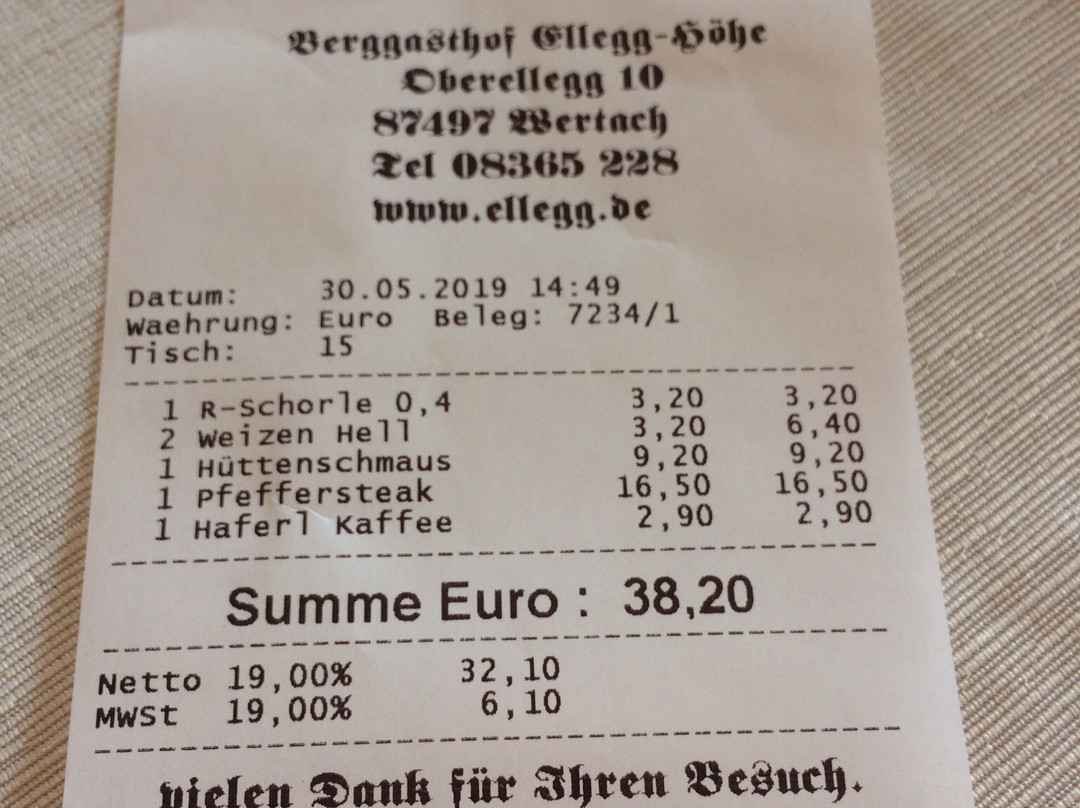 Berggasthof Ellegg-Höhe
Oberellegg 10
87497 Wertach
Tel 08365 228
www.ellegg.de
Datum: 30.05.2019 14:49
Waehrung: Euro Beleg: 7234/1
Tisch: 15
1 R-Schorle 0,4 3,20 3,20
2 Weizen Hell 3,20 6,40
1 Hüttenschmaus 9,20 9,20
1 Pfeffersteak 16,50 16,50
1 Haferl Kaffee 2,90 2,90
Summe Euro : 38,20
Netto 19,00% 32,10
MWSt 19,00% 6,10
vielen Dank für Ihren Besuch.